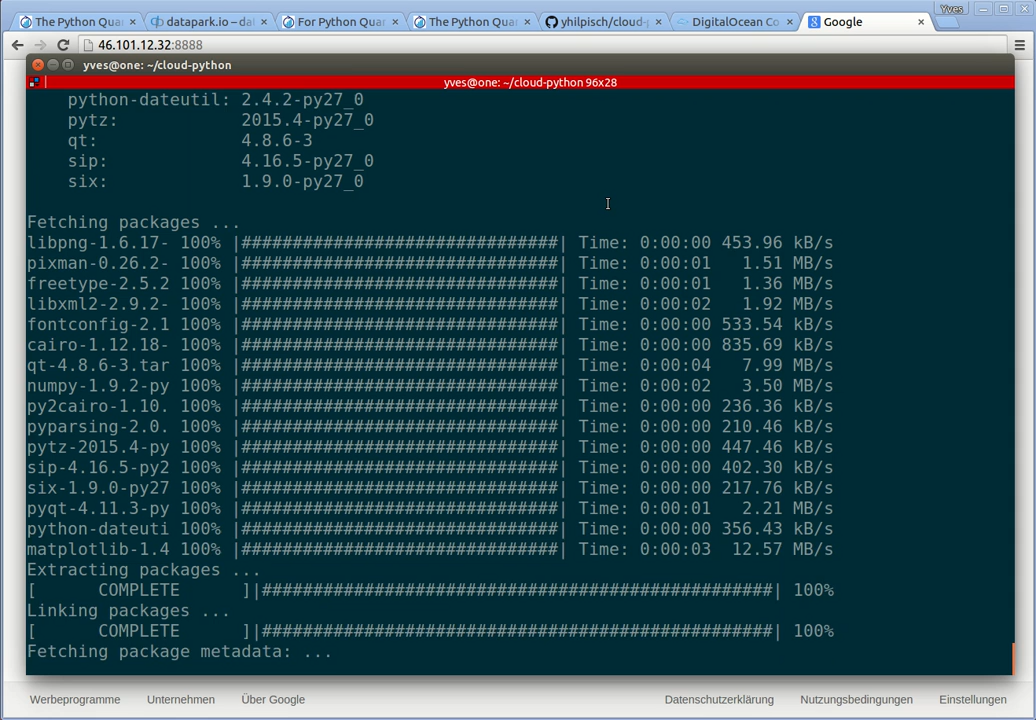 Yves
The Python Qua
datapark.io – dal
For Python Qua
The Python Qua
yhilpisch/cloud-p
DigitalOcean Co
Google
46.101.12.32:8888
yves@one: ~/cloud-python
yves@one: ~/cloud-python 96x28
python-dateutil: 2.4.2-py27_0
pytz: 2015.4-py27_0
qt: 4.8.6-3
sip: 4.16.5-py27_0
six: 1.9.0-py27_0
Fetching packages ...
libpng-1.6.17- 100% |###############################| Time: 0:00:00 453.96 kB/s
pixman-0.26.2- 100% |###############################| Time: 0:00:01 1.51 MB/s
freetype-2.5.2 100% |###############################| Time: 0:00:01 1.36 MB/s
libxml2-2.9.2- 100% |###############################| Time: 0:00:02 1.92 MB/s
fontconfig-2.1 100% |###############################| Time: 0:00:00 533.54 kB/s
cairo-1.12.18- 100% |###############################| Time: 0:00:00 835.69 kB/s
qt-4.8.6-3.tar 100% |###############################| Time: 0:00:04 7.99 MB/s
numpy-1.9.2-py 100% |###############################| Time: 0:00:02 3.50 MB/s
py2cairo-1.10. 100% |###############################| Time: 0:00:00 236.36 kB/s
pyparsing-2.0. 100% |###############################| Time: 0:00:00 210.46 kB/s
pytz-2015.4-py 100% |###############################| Time: 0:00:00 447.46 kB/s
sip-4.16.5-py2 100% |###############################| Time: 0:00:00 402.30 kB/s
six-1.9.0-py27 100% |###############################| Time: 0:00:00 217.76 kB/s
pyqt-4.11.3-py 100% |###############################| Time: 0:00:01 2.21 MB/s
python-dateuti 100% |###############################| Time: 0:00:00 356.43 kB/s
matplotlib-1.4 100% |###############################| Time: 0:00:03 12.57 MB/s
Extracting packages ...
[ COMPLETE ]|##################################################| 100%
Linking packages ...
[ COMPLETE ]|##################################################| 100%
Fetching package metadata: ...
Werbeprogramme Unternehmen Über Google Datenschutzerklärung Nutzungsbedingungen Einstellungen